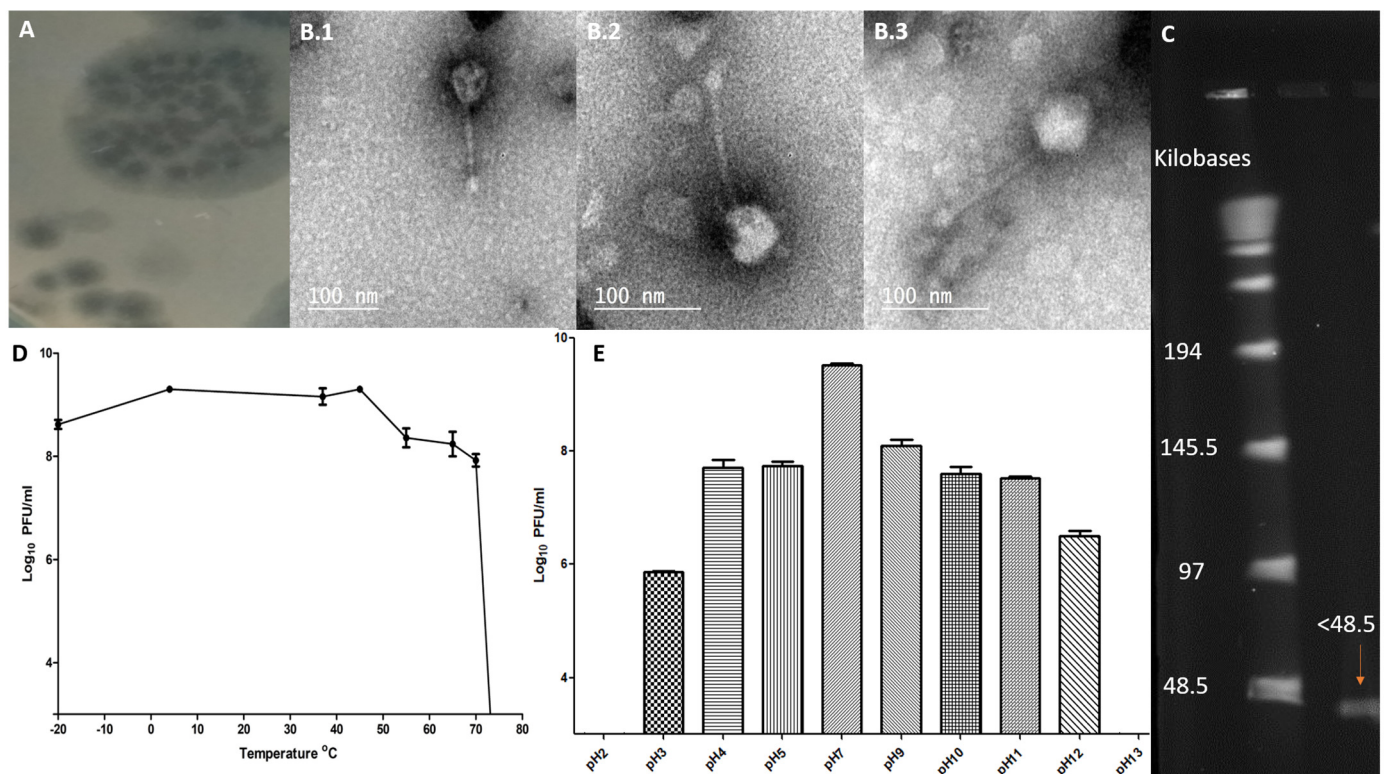 A
B.1
B.2
B.3
C
100 nm
100 nm
100 nm
Kilobases
194
145.5
97
<48.5
48.5
D
10
8
6
4
Log10 PFU/ml
-20
-10
0
10
20
30
40
50
60
70
80
Temperature oC
E
10
8
6
4
Log10 PFU/ml
pH2
pH3
pH4
pH5
pH7
pH9
pH10
pH11
pH12
pH13